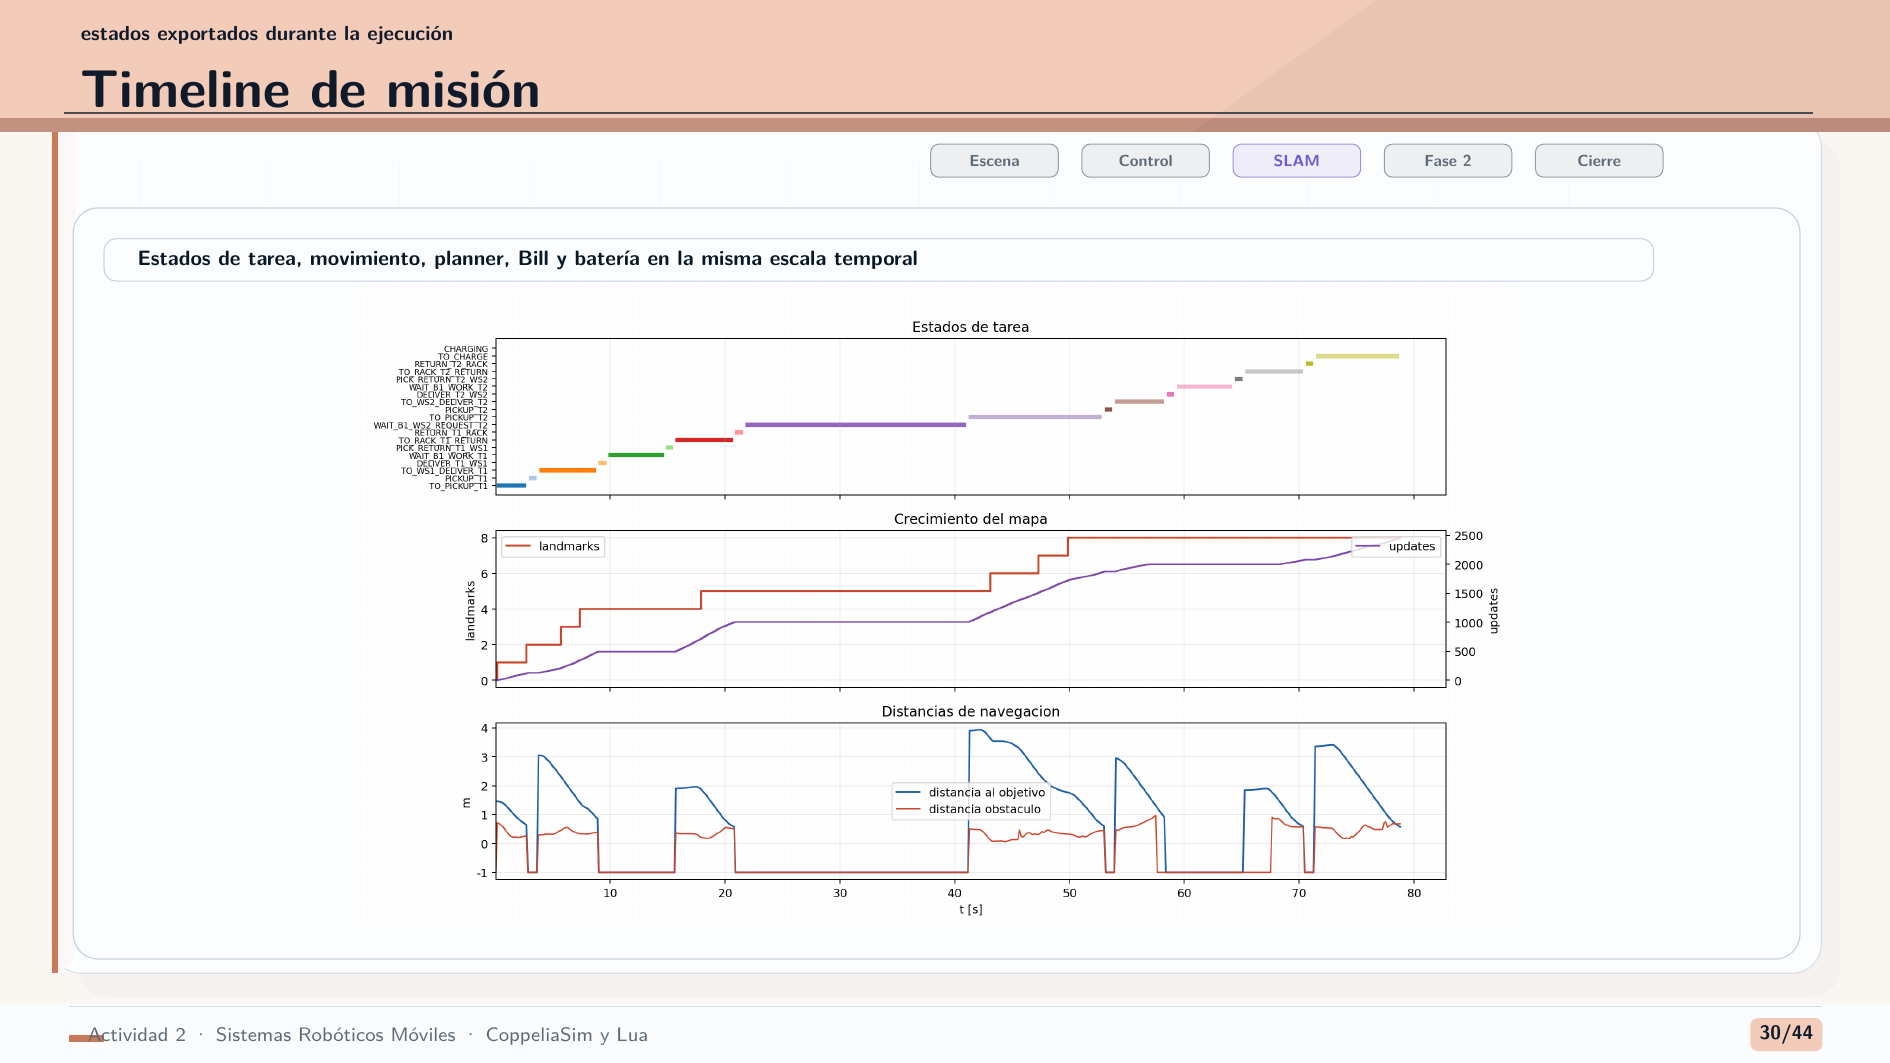 estados exportados durante la ejecución
Timeline de misión
Escena
Control
SLAM
Fase 2
Cierre
Estados de tarea, movimiento, planner, Bill y batería en la misma escala temporal
Estados de tarea
CHARGING
TO_CHARGE
RETURN_T2_RACK
TO_RACK_T2_RETURN
PICK_RETURN_T2_WS2
WAIT_B1_WORK_T2
DELIVER_T2_WS2
TO_WS2_DELIVER_T2
PICKUP_T2
TO_PICKUP_T2
WAIT_B1_WS2_REQUEST_T2
RETURN_T1_RACK
TO_RACK_T1_RETURN
PICK_RETURN_T1_WS1
WAIT_B1_WORK_T1
DELIVER_T1_WS1
TO_WS1_DELIVER_T1
PICKUP_T1
TO_PICKUP_T1
Crecimiento del mapa
landmarks
updates
8
6
4
2
0
landmarks
2500
2000
1500
1000
500
0
updates
Distancias de navegacion
distancia al objetivo
distancia obstaculo
4
3
2
1
0
-1
m
10 20 30 40 50 60 70 80
t [s]
Actividad 2 · Sistemas Robóticos Móviles · CoppeliaSim y Lua
30/44